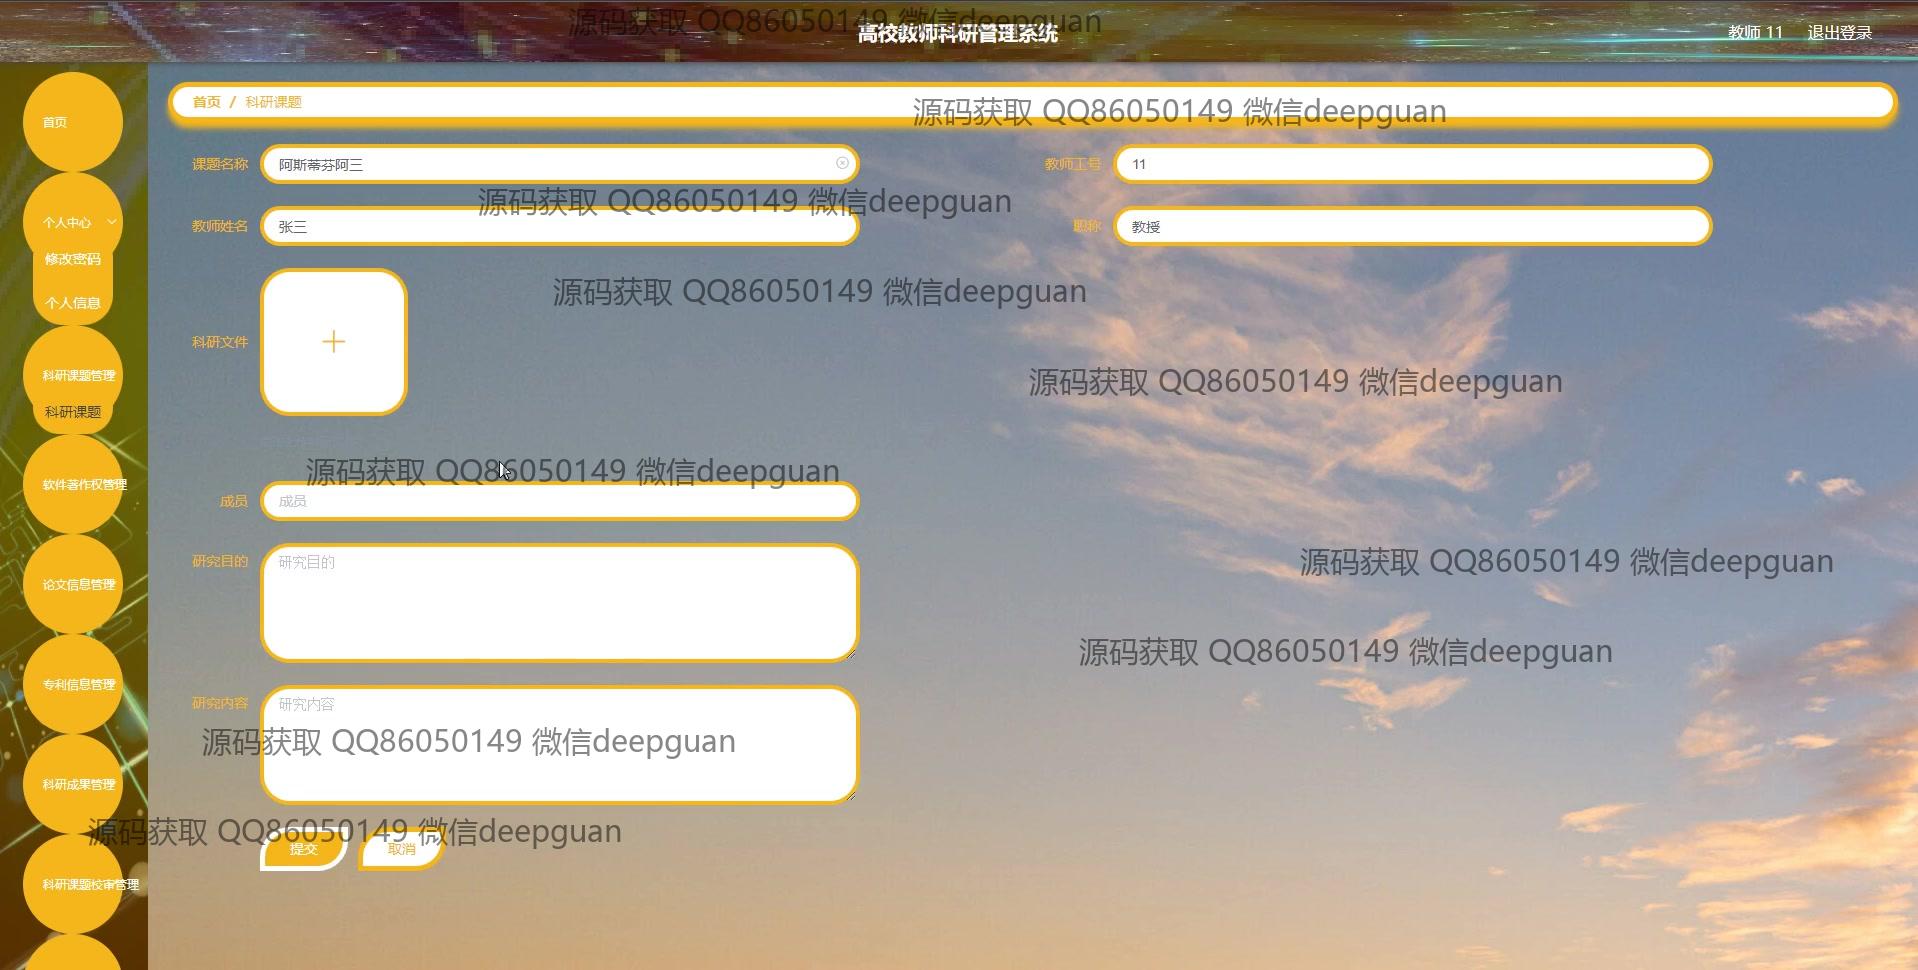 源码获取 QQ86050149 微信deepguan
高校教师科研管理系统
教师 11 退出登录
首页
首页 / 科研课题
源码获取 QQ86050149 微信deepguan
课题名称 阿斯蒂芬阿三
教师工号 11
源码获取 QQ86050149 微信deepguan
个人中心
教师姓名 张三
职称 教授
修改密码
源码获取 QQ86050149 微信deepguan
个人信息
科研文件
科研课题管理
源码获取 QQ86050149 微信deepguan
科研课题
源码获取 QQ86050149 微信deepguan
软件著作权管理
成员 成员
研究目的 研究目的
源码获取 QQ86050149 微信deepguan
论文信息管理
源码获取 QQ86050149 微信deepguan
专利信息管理
研究内容 研究内容
源码获取 QQ86050149 微信deepguan
科研成果管理
源码获取 QQ86050149 微信deepguan
提交 取消
科研课题校审管理